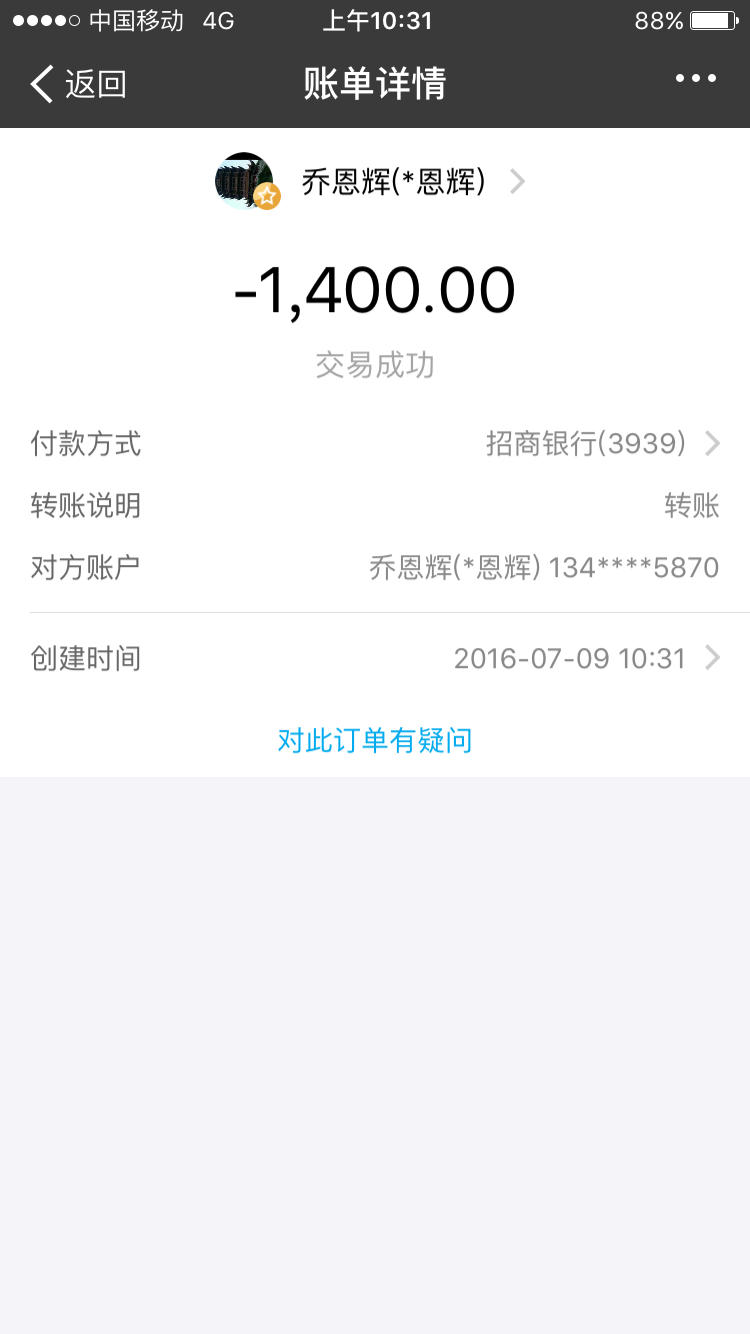 中国移动 4G 上午10:31 88%
返回 账单详情
乔恩辉(*恩辉)
-1,400.00
交易成功
付款方式 招商银行(3939)
转账说明 转账
对方账户 乔恩辉(*恩辉) 134****5870
创建时间 2016-07-09 10:31
对此订单有疑问